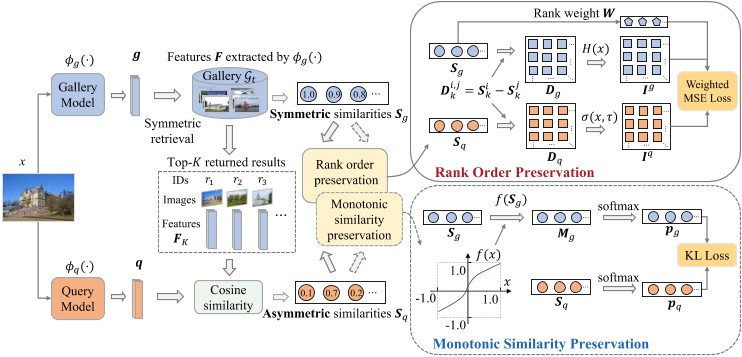 ϕg(·)
g
Features F extracted by ϕg(·)
Gallery Gt
Gallery
Model
Symmetric
retrieval
1.0 0.9 0.8 ...
Symmetric similarities Sg
x
Top-K returned results
IDs r1 r2 r3
Images
Features
FK
...
Rank order
preservation
Monotonic
similarity
preservation
ϕq(·)
q
Query
Model
Cosine
similarity
0.1 0.7 0.2 ...
Asymmetric similarities Sq
Rank weight W
Sg
H(x)
Dg
Ig
D_k^{i,j} = S_k^i − S_k^j
Weighted
MSE Loss
Sq
σ(x, τ)
Dq
Iq
Rank Order Preservation
f(Sg)
softmax
Sg
Mg
pg
f(x)
1.0
x
-1.0
1.0
-1.0
KL Loss
softmax
Sq
pq
Monotonic Similarity Preservation